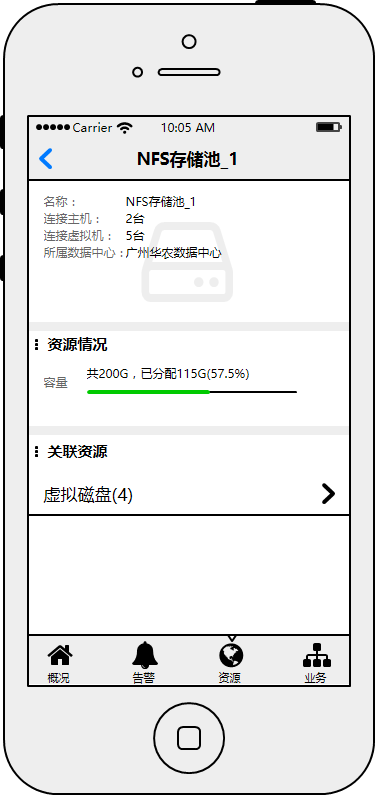 Carrier 10:05 AM
NFS存储池_1
名称： NFS存储池_1
连接主机： 2台
连接虚拟机： 5台
所属数据中心：广州华农数据中心
资源情况
共200G，已分配115G(57.5%)
容量
关联资源
虚拟磁盘(4)
概况 告警 资源 业务